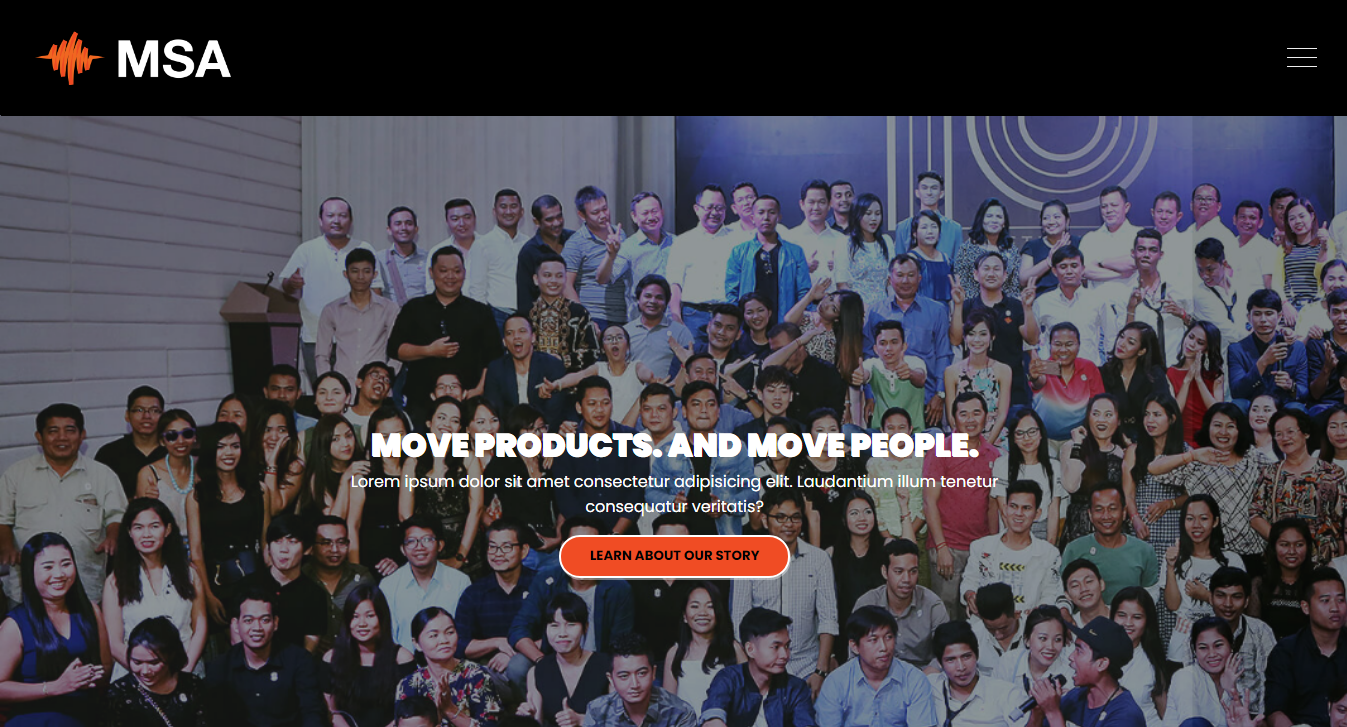 MSA
MOVE PRODUCTS. AND MOVE PEOPLE.
Lorem ipsum dolor sit amet consectetur adipisicing elit. Laudantium illum tenetur
consequatur veritatis?
LEARN ABOUT OUR STORY